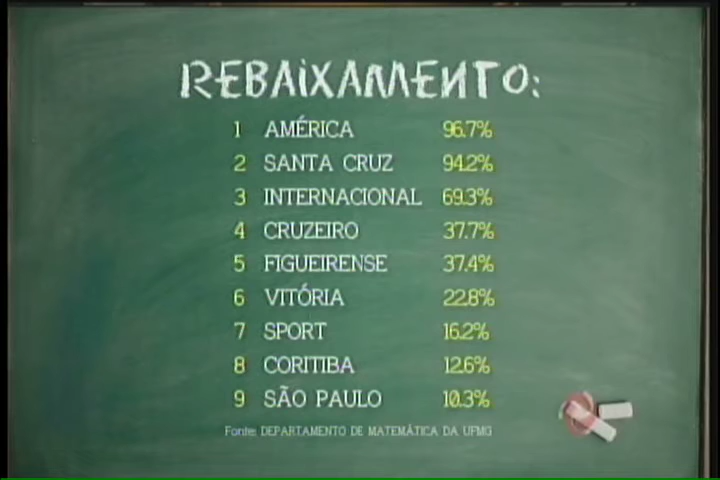 REBAIXAMENTO:
1 AMÉRICA 96.7%
2 SANTA CRUZ 94.2%
3 INTERNACIONAL 69.3%
4 CRUZEIRO 37.7%
5 FIGUEIRENSE 37.4%
6 VITÓRIA 22.8%
7 SPORT 16.2%
8 CORITIBA 12.6%
9 SÃO PAULO 10.3%
Fonte: DEPARTAMENTO DE MATEMÁTICA DA UFMG